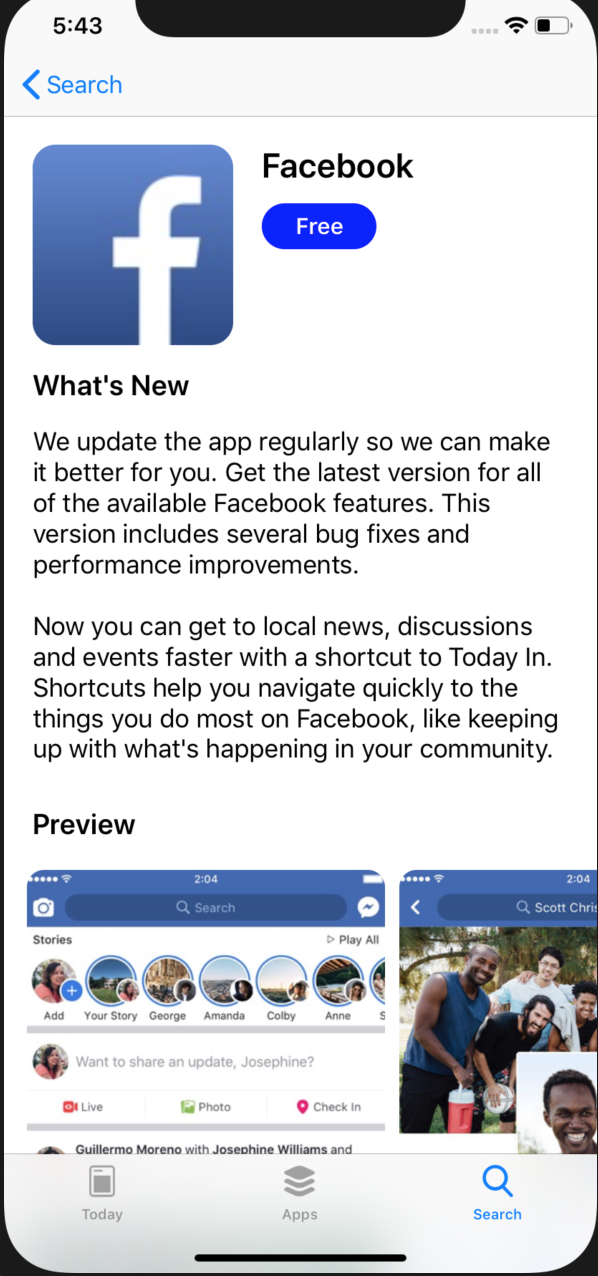 5:43
Search
f
Facebook
Free
What's New
We update the app regularly so we can make
it better for you. Get the latest version for all
of the available Facebook features. This
version includes several bug fixes and
performance improvements.
Now you can get to local news, discussions
and events faster with a shortcut to Today In.
Shortcuts help you navigate quickly to the
things you do most on Facebook, like keeping
up with what's happening in your community.
Preview
2:04
Search
Stories
Play All
Add Your Story George Amanda Colby Anne S
Want to share an update, Josephine?
Live Photo Check In
Guillermo Moreno with Josephine Williams and
2:04
Scott Chris
Today Apps Search